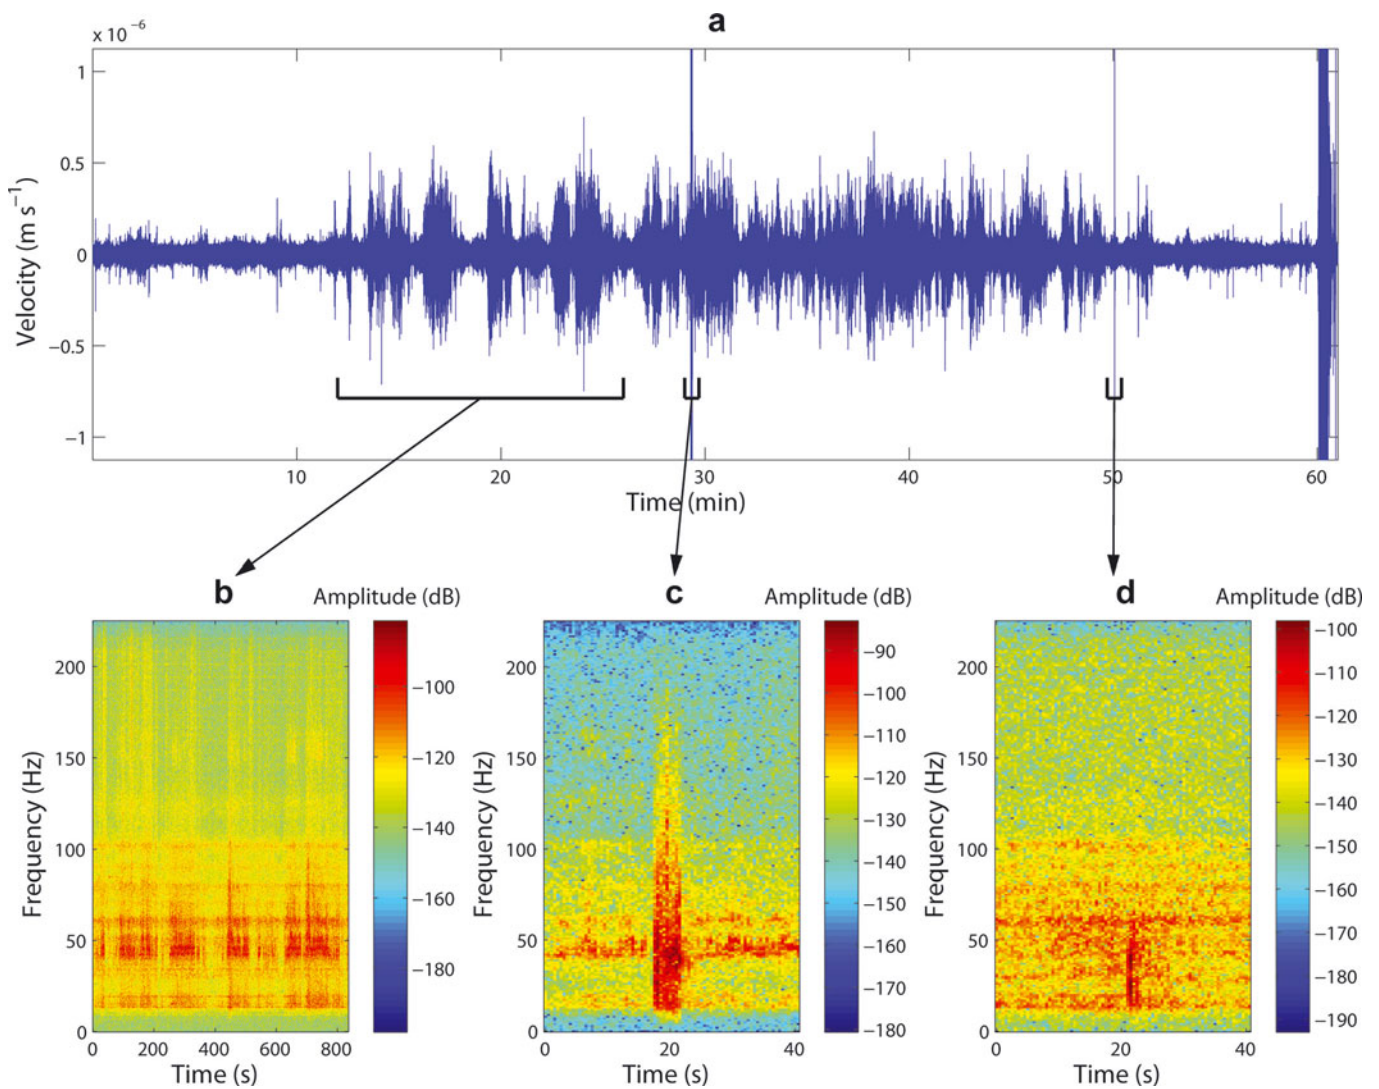 a
x 10⁻⁶
1
0.5
0
−0.5
−1
Velocity (m s⁻¹)
10 20 30 40 50 60
Time (min)
b Amplitude (dB)
200
150
100
50
0
Frequency (Hz)
0 200 400 600 800
Time (s)
−100
−120
−140
−160
−180
c Amplitude (dB)
200
150
100
50
0
Frequency (Hz)
0 20 40
Time (s)
−90
−100
−110
−120
−130
−140
−150
−160
−170
−180
d Amplitude (dB)
200
150
100
50
0
Frequency (Hz)
0 20 40
Time (s)
−100
−110
−120
−130
−140
−150
−160
−170
−180
−190